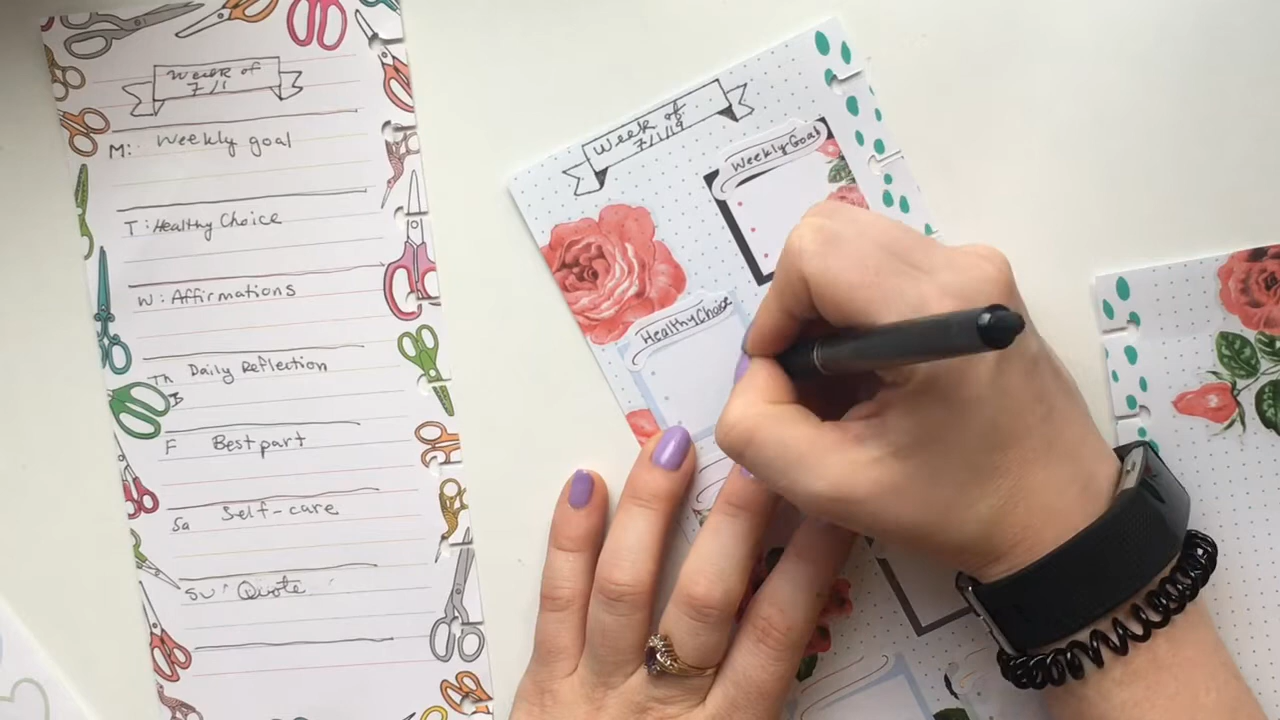 Week of
7/1
M: Weekly goal
T: Healthy Choice
W: Affirmations
Th Daily Reflection
F Best part
Sa Self-care
Su Quote
Week of
7/1/19
Weekly Goal
Healthy Choice